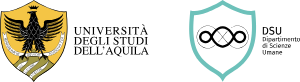 UNIVERSITÀ
DEGLI STUDI
DELL'AQUILA
DSU
Dipartimento
di Scienze
Umane